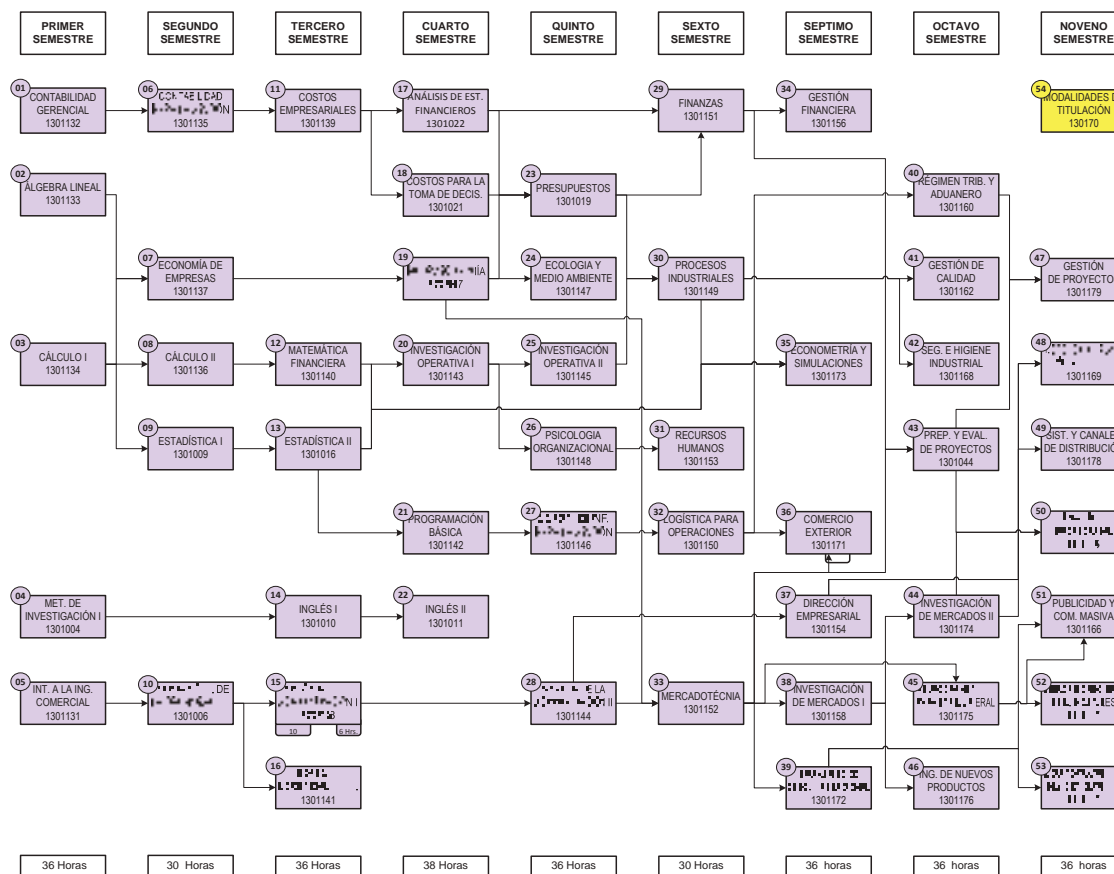 PRIMER
SEMESTRE
SEGUNDO
SEMESTRE
TERCERO
SEMESTRE
CUARTO
SEMESTRE
QUINTO
SEMESTRE
SEXTO
SEMESTRE
SEPTIMO
SEMESTRE
OCTAVO
SEMESTRE
NOVENO
SEMESTRE
01
CONTABILIDAD
GERENCIAL
1301132
06
CONTABILIDAD
1301135
11
COSTOS
EMPRESARIALES
1301139
17
ANÁLISIS DE EST.
FINANCIEROS
1301022
29
FINANZAS
1301151
34
GESTIÓN
FINANCIERA
1301156
54
MODALIDADES
TITULACIÓN
130170
02
ÁLGEBRA LINEAL
1301133
18
COSTOS PARA LA
TOMA DE DECIS.
1301021
23
PRESUPUESTOS
1301019
40
RÉGIMEN TRIB. Y
ADUANERO
1301160
07
ECONOMÍA DE
EMPRESAS
1301137
19
24
ECOLOGIA Y
MEDIO AMBIENTE
1301147
30
PROCESOS
INDUSTRIALES
1301149
41
GESTIÓN DE
CALIDAD
1301162
47
GESTIÓN
DE PROYECTO
1301179
03
CÁLCULO I
1301134
08
CÁLCULO II
1301136
12
MATEMÁTICA
FINANCIERA
1301140
20
INVESTIGACIÓN
OPERATIVA I
1301143
25
INVESTIGACIÓN
OPERATIVA II
1301145
35
ECONOMETRÍA Y
SIMULACIONES
1301173
42
SEG. E HIGIENE
INDUSTRIAL
1301168
48
1301169
09
ESTADÍSTICA I
1301009
13
ESTADÍSTICA II
1301016
26
PSICOLOGIA
ORGANIZACIONAL
1301148
31
RECURSOS
HUMANOS
1301153
43
PREP. Y EVAL.
DE PROYECTOS
1301044
49
SIST. Y CANALE
DE DISTRIBUCIÓ
1301178
21
PROGRAMACIÓN
BÁSICA
1301142
27
INF.
1301146
32
LOGÍSTICA PARA
OPERACIONES
1301150
36
COMERCIO
EXTERIOR
1301171
50
04
MET. DE
INVESTIGACIÓN I
1301004
14
INGLÉS I
1301010
22
INGLÉS II
1301011
37
DIRECCIÓN
EMPRESARIAL
1301154
44
INVESTIGACIÓN
DE MERCADOS II
1301174
51
PUBLICIDAD Y
COM. MASIVA
1301166
05
INT. A LA ING.
COMERCIAL
1301131
10
DE
1301006
15
10
6 Hrs.
28
LA
II
1301144
33
MERCADOTÉCNIA
1301152
38
INVESTIGACIÓN
DE MERCADOS I
1301158
45
1301175
52
16
1301141
39
1301172
46
ING. DE NUEVOS
PRODUCTOS
1301176
53
36 Horas
30 Horas
36 Horas
38 Horas
36 Horas
30 Horas
36 horas
36 horas
36 horas